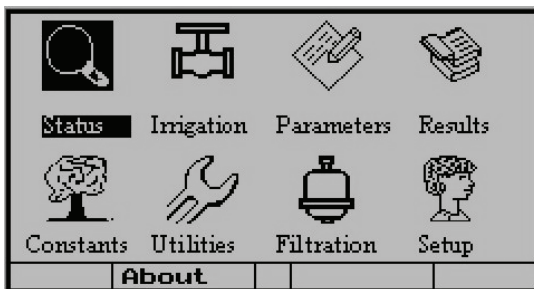 Status Irrigation Parameters Results
Constants Utilities Filtration Setup
About